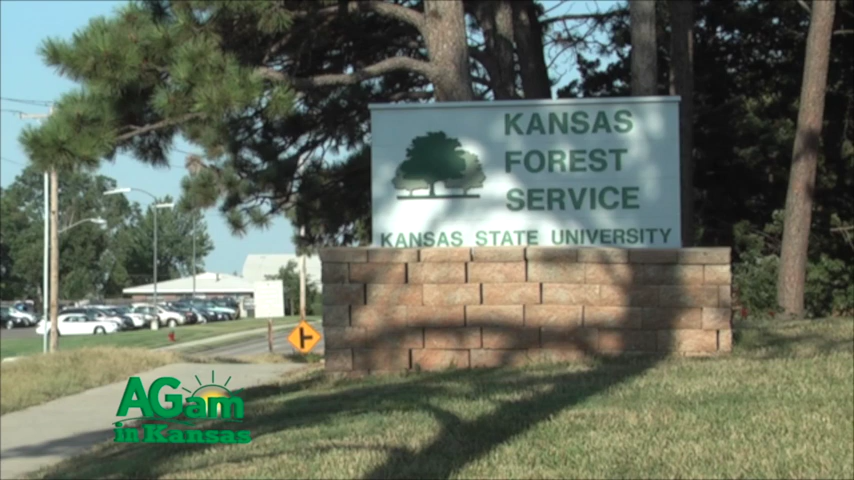 KANSAS
FOREST
SERVICE
KANSAS STATE UNIVERSITY
AGam
in Kansas